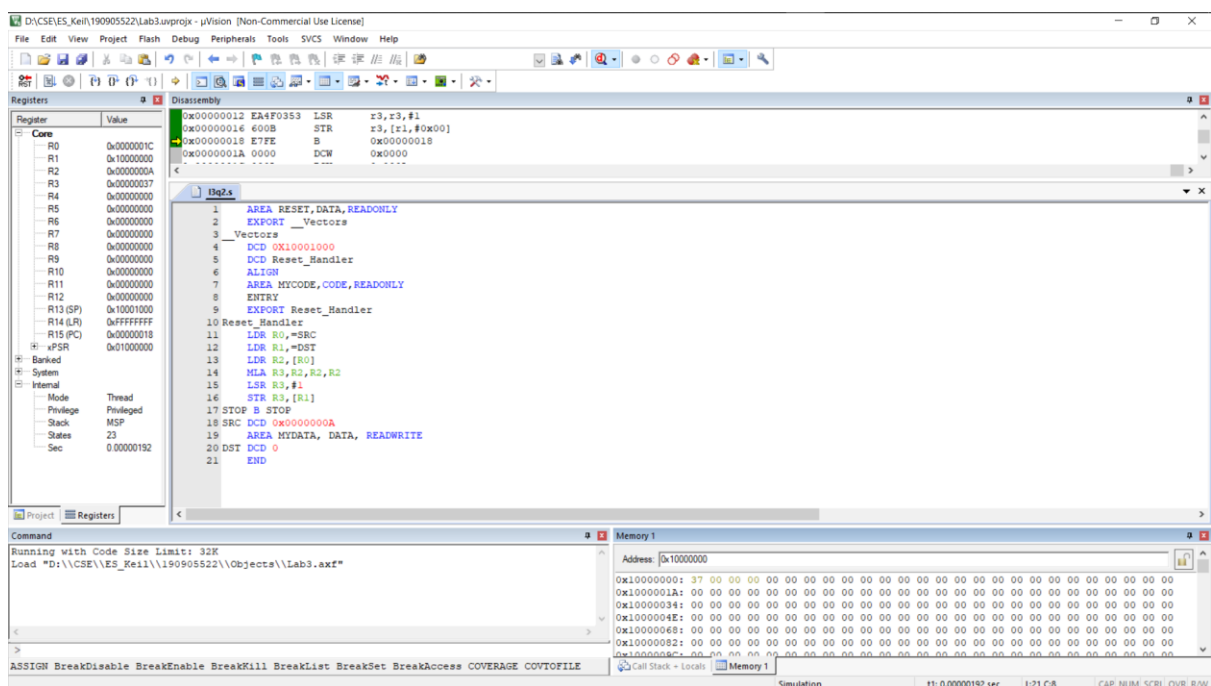 D:\CSE\ES_Keil\190905522\Lab3.uvprojx - µVision [Non-Commercial Use License]
File Edit View Project Flash Debug Peripherals Tools SVCS Window Help
RST
Registers
Register Value
Core
R0 0x0000001C
R1 0x10000000
R2 0x0000000A
R3 0x00000037
R4 0x00000000
R5 0x00000000
R6 0x00000000
R7 0x00000000
R8 0x00000000
R9 0x00000000
R10 0x00000000
R11 0x00000000
R12 0x00000000
R13 (SP) 0x10001000
R14 (LR) 0xFFFFFFFF
R15 (PC) 0x00000018
xPSR 0x01000000
Banked
System
Internal
Mode Thread
Privilege Privileged
Stack MSP
States 23
Sec 0.00000192
Project Registers
Disassembly
0x00000012 EA4F0353 LSR r3,r3,#1
0x00000016 600B STR r3,[r1,#0x00]
0x00000018 E7FE B 0x00000018
0x0000001A 0000 DCW 0x0000
l3q2.s
1 AREA RESET,DATA,READONLY
2 EXPORT __Vectors
3 __Vectors
4 DCD 0X10001000
5 DCD Reset_Handler
6 ALIGN
7 AREA MYCODE,CODE,READONLY
8 ENTRY
9 EXPORT Reset_Handler
10 Reset_Handler
11 LDR R0,=SRC
12 LDR R1,=DST
13 LDR R2,[R0]
14 MLA R3,R2,R2,R2
15 LSR R3,#1
16 STR R3,[R1]
17 STOP B STOP
18 SRC DCD 0x0000000A
19 AREA MYDATA, DATA, READWRITE
20 DST DCD 0
21 END
Command
Running with Code Size Limit: 32K
Load "D:\\CSE\\ES_Keil\\190905522\\Objects\\Lab3.axf"
>
ASSIGN BreakDisable BreakEnable BreakKill BreakList BreakSet BreakAccess COVERAGE COVTOFILE
Memory 1
Address: 0x10000000
0x10000000: 37 00 00 00 00 00 00 00 00 00 00 00 00 00 00 00 00 00 00 00 00 00 00 00 00 00
0x1000001A: 00 00 00 00 00 00 00 00 00 00 00 00 00 00 00 00 00 00 00 00 00 00 00 00 00 00
0x10000034: 00 00 00 00 00 00 00 00 00 00 00 00 00 00 00 00 00 00 00 00 00 00 00 00 00 00
0x1000004E: 00 00 00 00 00 00 00 00 00 00 00 00 00 00 00 00 00 00 00 00 00 00 00 00 00 00
0x10000068: 00 00 00 00 00 00 00 00 00 00 00 00 00 00 00 00 00 00 00 00 00 00 00 00 00 00
0x10000082: 00 00 00 00 00 00 00 00 00 00 00 00 00 00 00 00 00 00 00 00 00 00 00 00 00 00
Call Stack + Locals Memory 1
Simulation t1: 0.00000192 sec L:21 C:8 CAP NUM SCRL OVR R/W